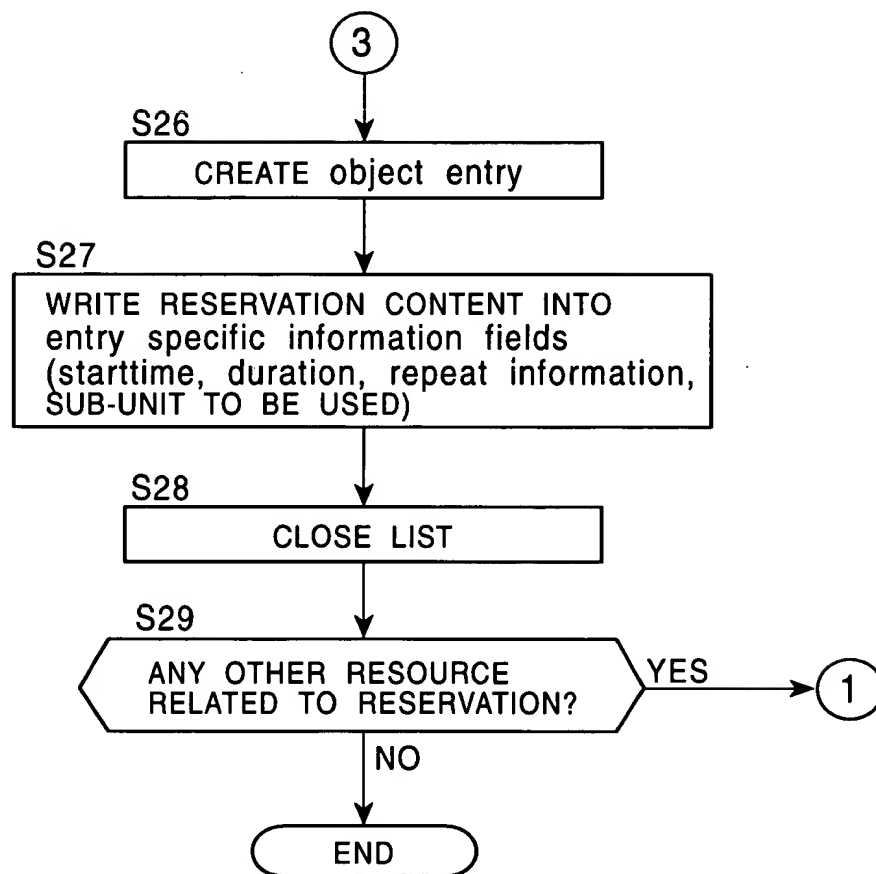 3
S26
CREATE object entry
S27
WRITE RESERVATION CONTENT INTO
entry specific information fields
(starttime, duration, repeat information,
SUB-UNIT TO BE USED)
S28
CLOSE LIST
S29
ANY OTHER RESOURCE
RELATED TO RESERVATION?
YES
1
NO
END